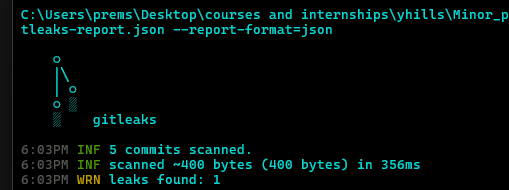 C:\Users\prems\Desktop\courses and internships\yhills\Minor_p
tleaks-report.json --report-format=json
gitleaks
6:03PM INF 5 commits scanned.
6:03PM INF scanned ~400 bytes (400 bytes) in 356ms
6:03PM WRN leaks found: 1